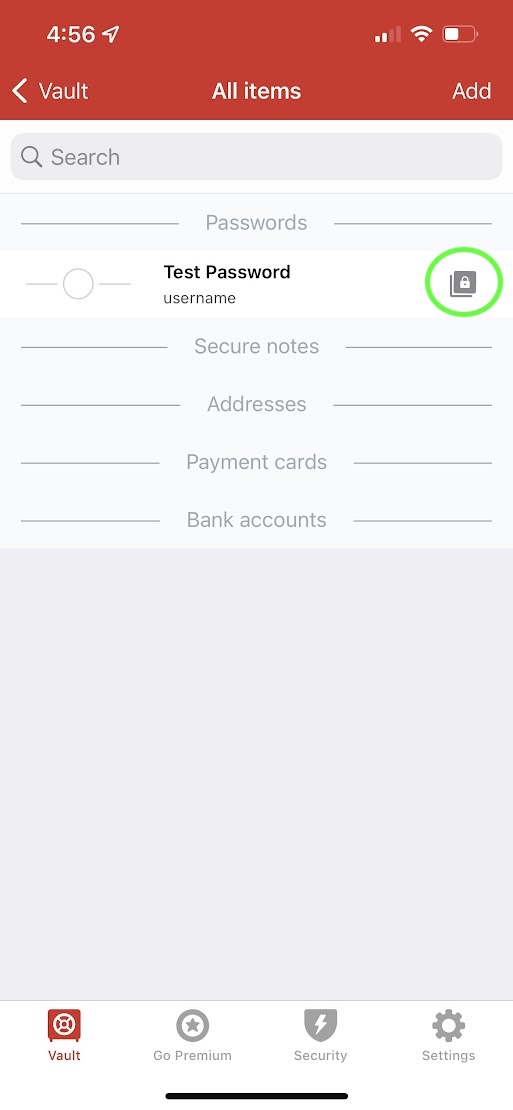 4:56
Vault
All items
Add
Search
Passwords
Test Password
username
Secure notes
Addresses
Payment cards
Bank accounts
Vault
Go Premium
Security
Settings